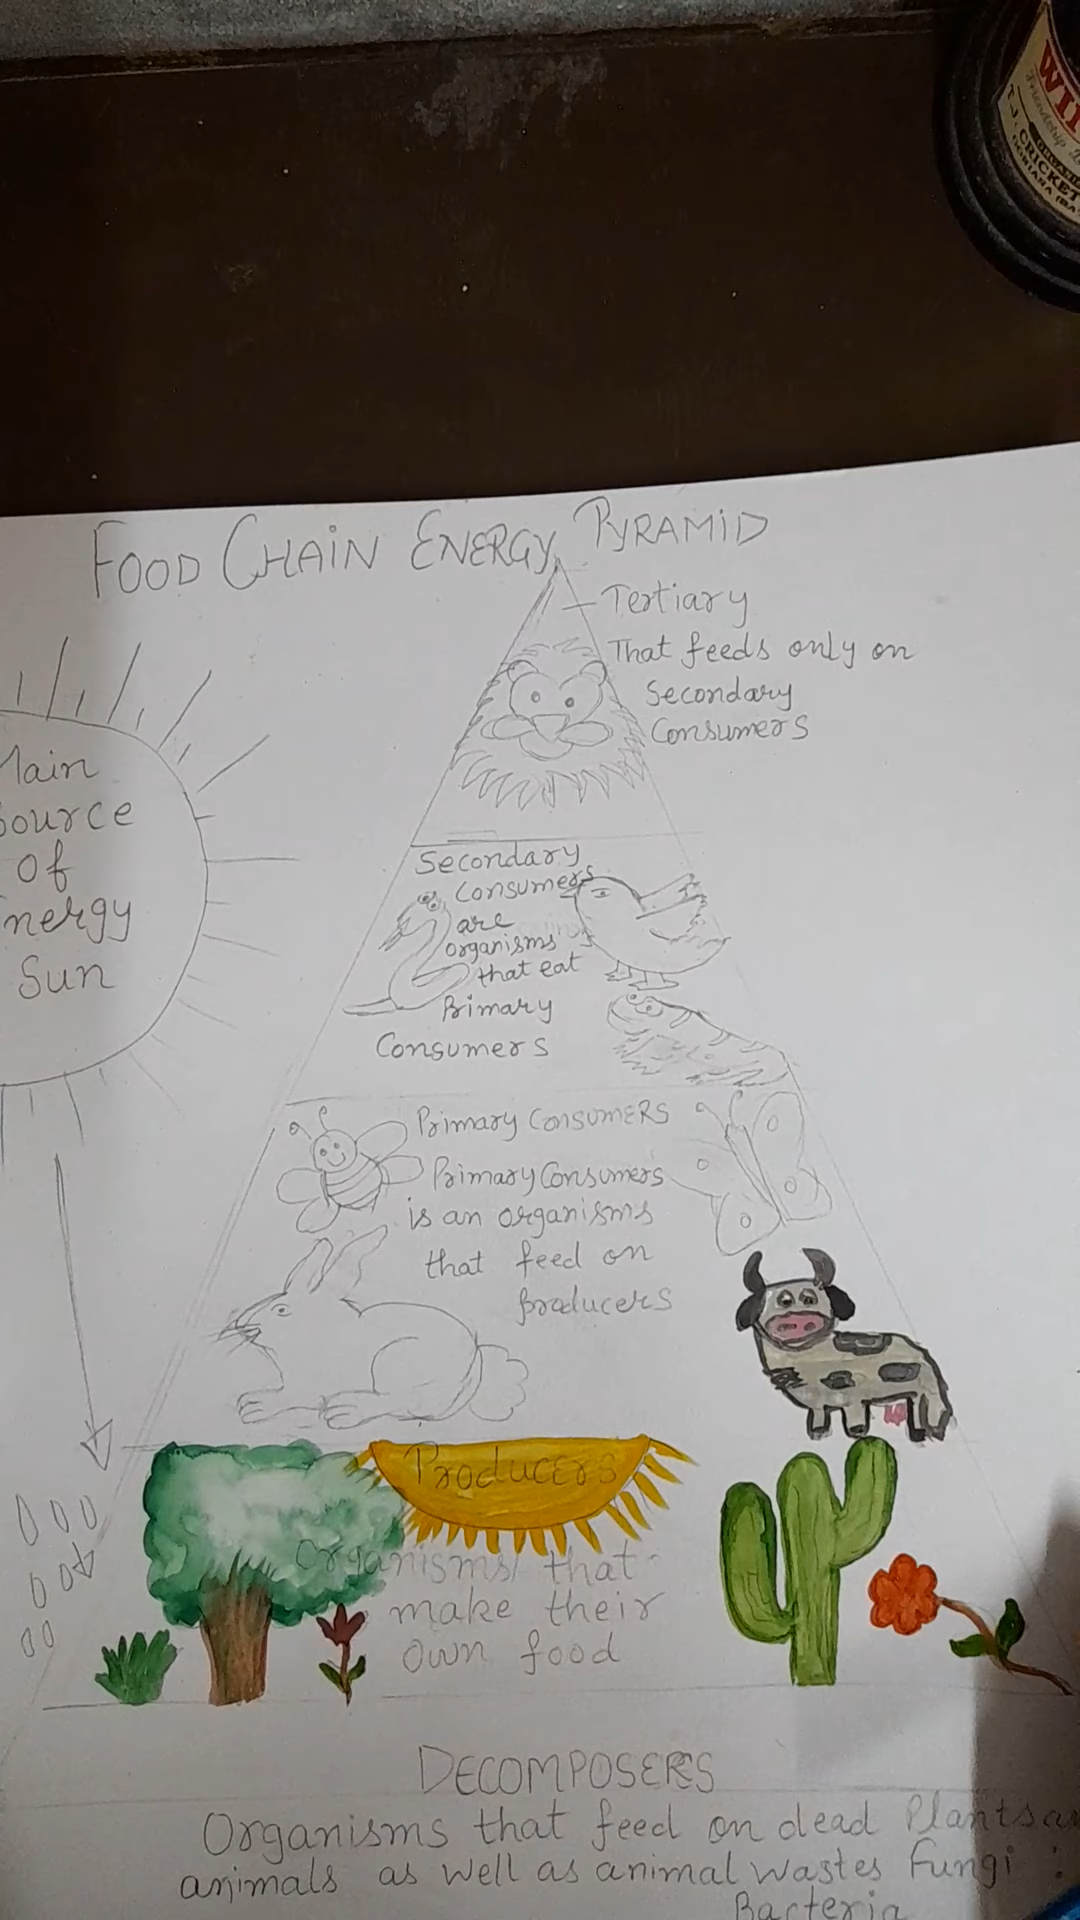 WI
Friendship
T.J. CRICKET
FOOD CHAIN ENERGY PYRAMID
Tertiary
That feeds only on
Secondary
Consumers
Main
Source
Of
Energy
Sun
Secondary
Consumers
are
organisms
that eat
Primary
Consumers
Primary Consumers
Primary Consumers
is an organisms
that feed on
producers
Producers
Organisms that
make their
own food
DECOMPOSERS
Organisms that feed on dead Plants
animals as well as animal wastes Fungi :
Bacteria